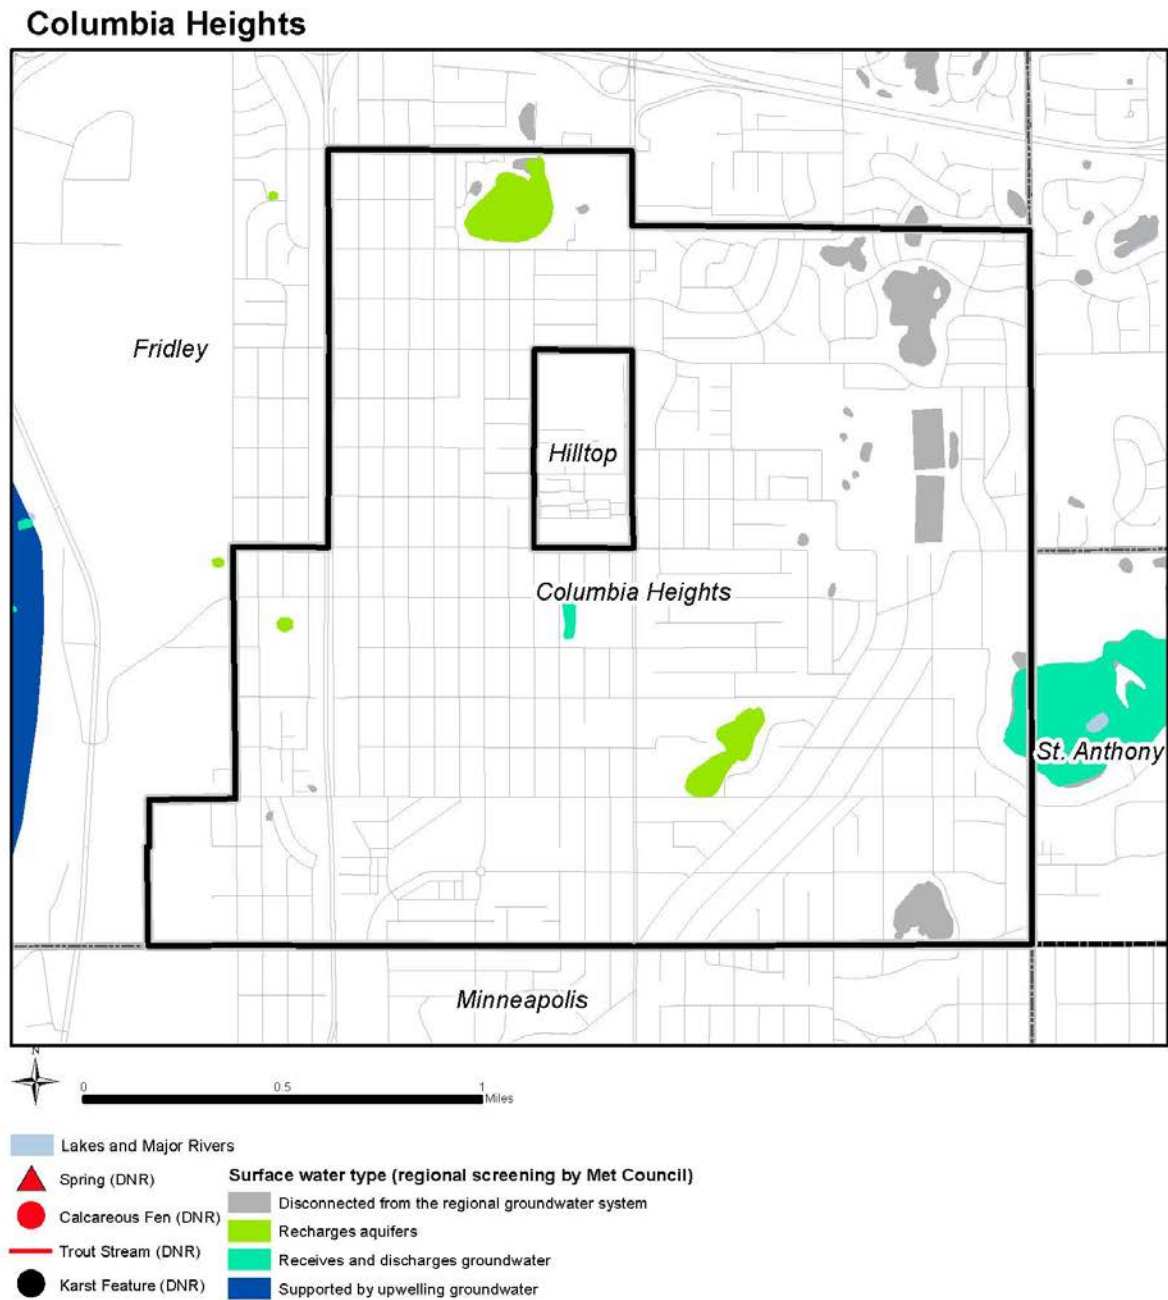 Columbia Heights
Fridley
Hilltop
Columbia Heights
St. Anthony
Minneapolis
N
0 0.5 1
Miles
Lakes and Major Rivers
Spring (DNR)
Calcareous Fen (DNR)
Trout Stream (DNR)
Karst Feature (DNR)
Surface water type (regional screening by Met Council)
Disconnected from the regional groundwater system
Recharges aquifers
Receives and discharges groundwater
Supported by upwelling groundwater